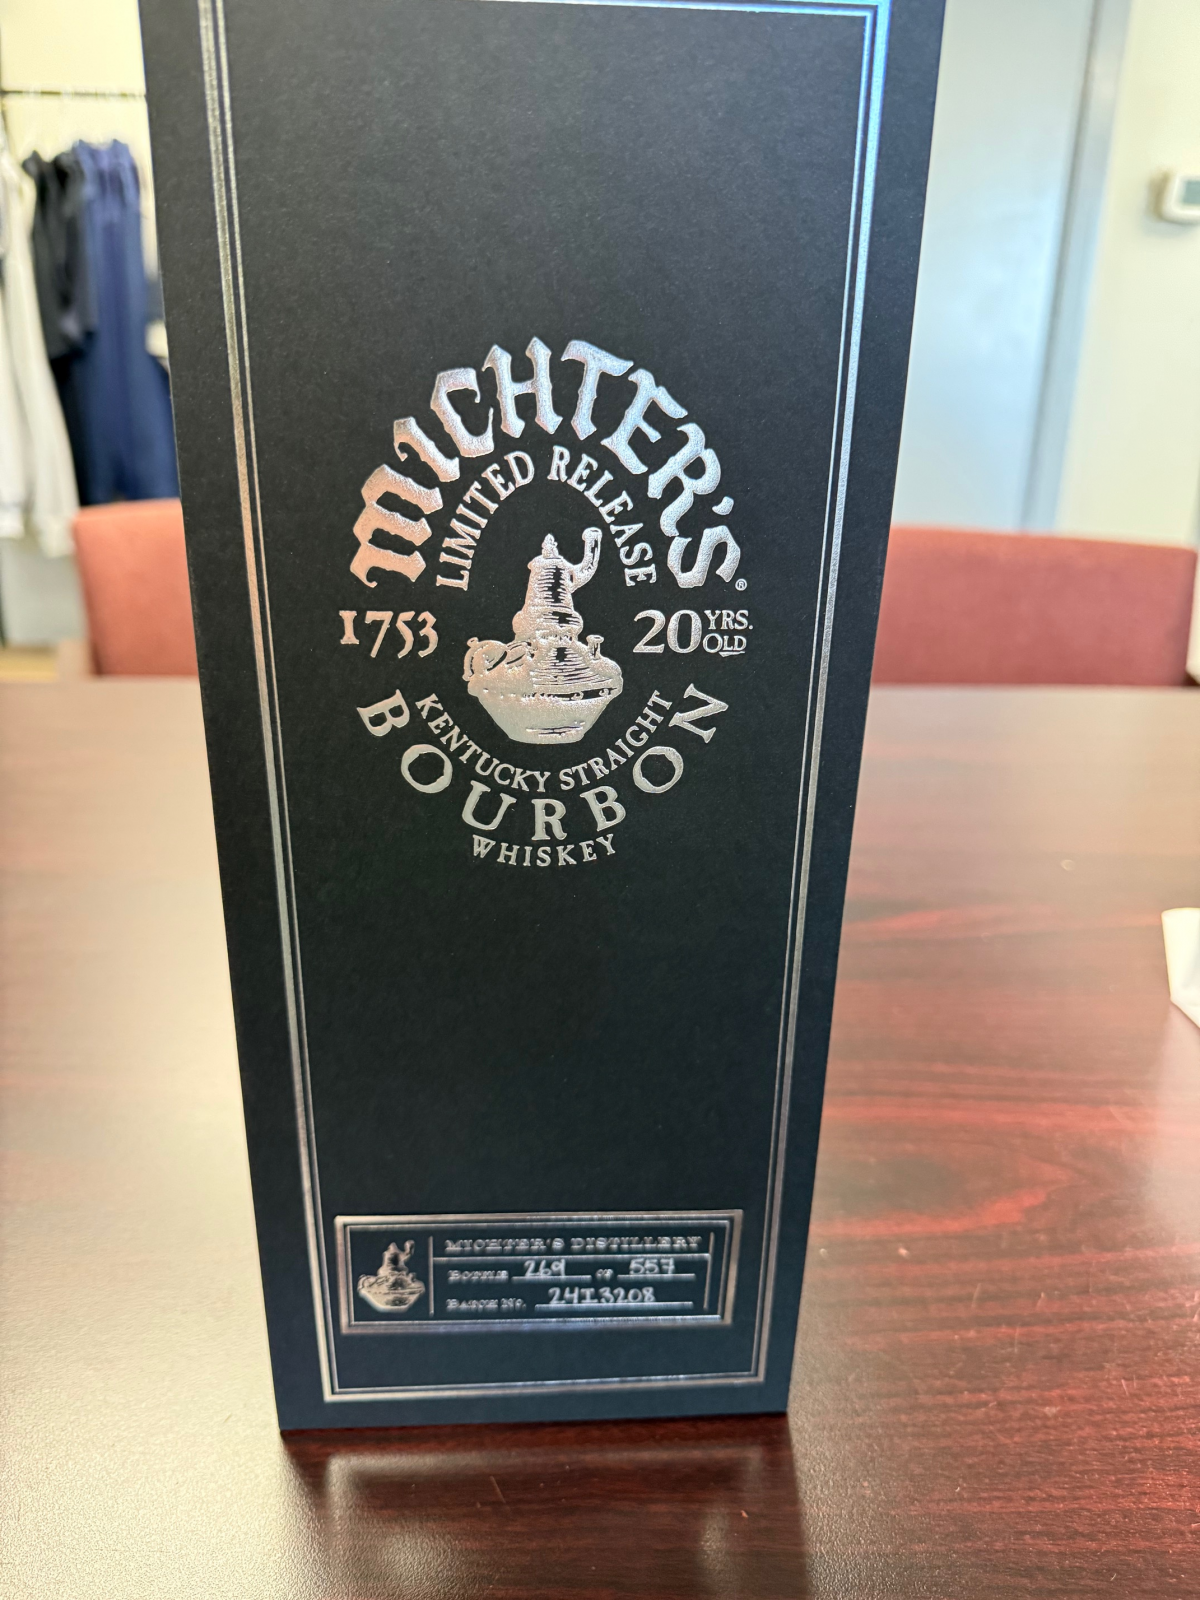 MICHTER'S®
LIMITED RELEASE
1753
20 YRS. OLD
KENTUCKY STRAIGHT
BOURBON
WHISKEY
MICHTER'S DISTILLERY
BOTTLE 269 OF 557
BATCH NO. 24I3208